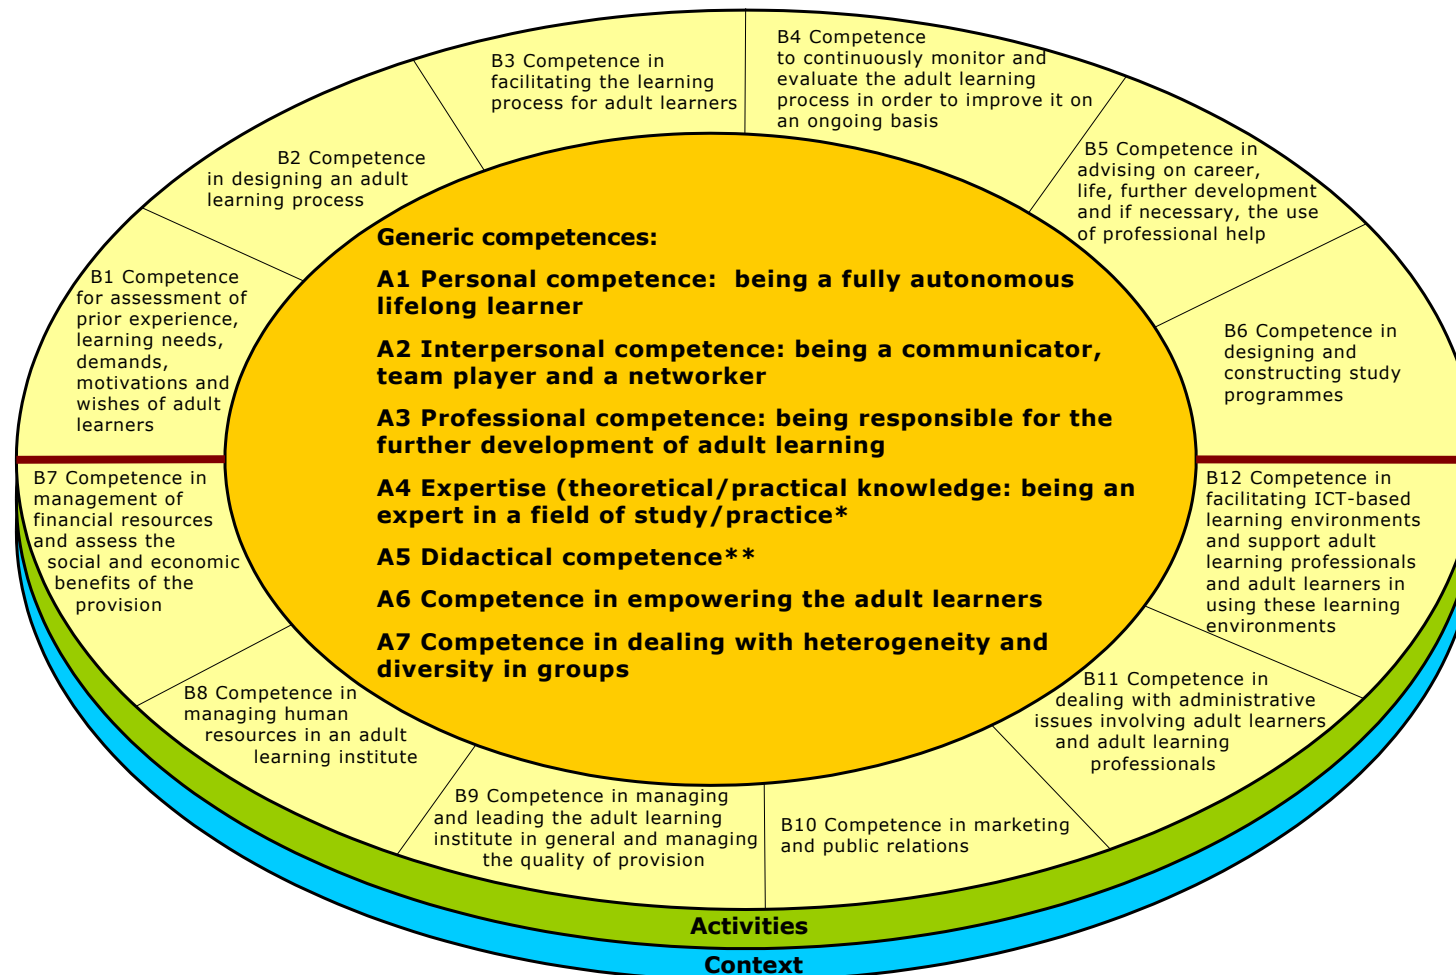 B4 Competence
to continuously monitor and
evaluate the adult learning
process in order to improve it on
an ongoing basis
B3 Competence in
facilitating the learning
process for adult learners
B2 Competence
in designing an adult
learning process
B5 Competence in
advising on career,
life, further development
and if necessary, the use
of professional help
B1 Competence
for assessment of
prior experience,
learning needs,
demands,
motivations and
wishes of adult
learners
B6 Competence in
designing and
constructing study
programmes
Generic competences:
A1 Personal competence:  being a fully autonomous
lifelong learner
A2 Interpersonal competence: being a communicator,
team player and a networker
A3 Professional competence: being responsible for the
further development of adult learning
A4 Expertise (theoretical/practical knowledge: being an
expert in a field of study/practice*
A5 Didactical competence**
A6 Competence in empowering the adult learners
A7 Competence in dealing with heterogeneity and
diversity in groups
B7 Competence in
management of
financial resources
and assess the
social and economic
benefits of the
provision
B12 Competence in
facilitating ICT-based
learning environments
and support adult
learning professionals
and adult learners in
using these learning
environments
B8 Competence in
managing human
resources in an adult
learning institute
B11 Competence in
dealing with administrative
issues involving adult learners
and adult learning
professionals
B9 Competence in managing
and leading the adult learning
institute in general and managing
the quality of provision
B10 Competence in marketing
and public relations
Activities
Context